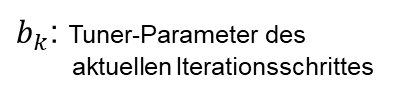 b_k: Tuner-Parameter des
aktuellen Iterationsschrittes